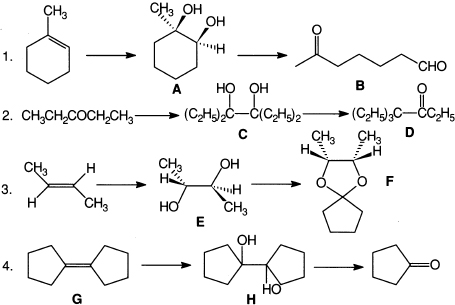 CH₃
CH₃ OH
OH
O
1.
H
CHO
A
B
HO OH
O
2. CH₃CH₂COCH₂CH₃ (C₂H₅)₂ (C₂H₅)₂ (C₂H₅)₃C C₂H₅
C
D
CH₃ CH₃
H H
CH₃ H
CH₃ OH
H
O O
F
3.
H
H CH₃
HO CH₃
E
OH
4.
O
HO
G
H